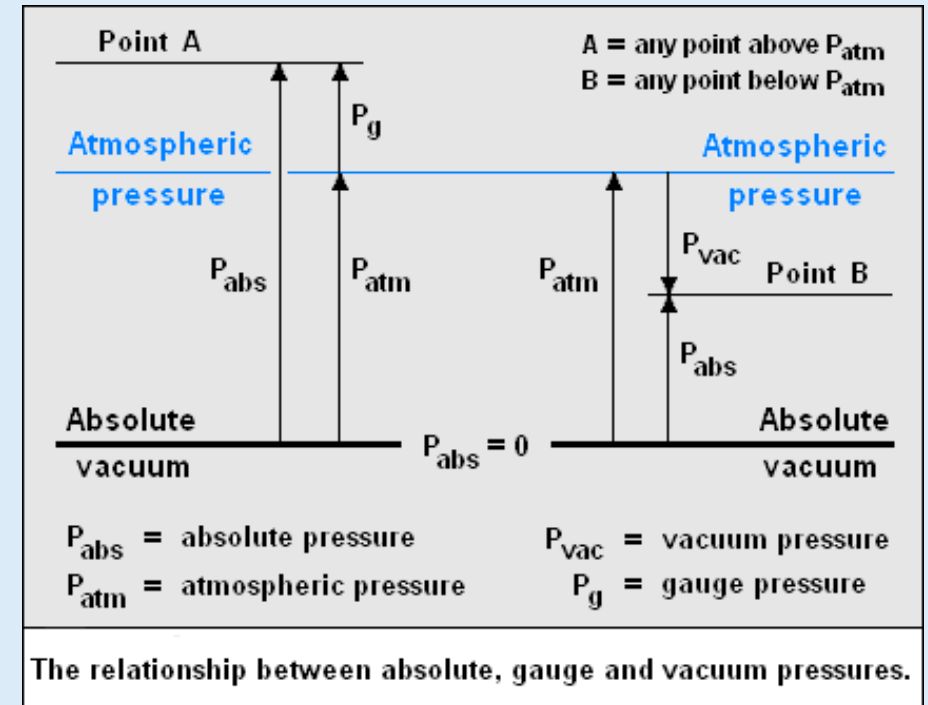 Point A
A = any point above Patm
B = any point below Patm
Pg
Atmospheric
pressure
Atmospheric
pressure
Pabs
Patm
Patm
Pvac
Point B
Pabs
Absolute
vacuum
Pabs = 0
Absolute
vacuum
Pabs = absolute pressure
Pvac = vacuum pressure
Patm = atmospheric pressure
Pg = gauge pressure
The relationship between absolute, gauge and vacuum pressures.